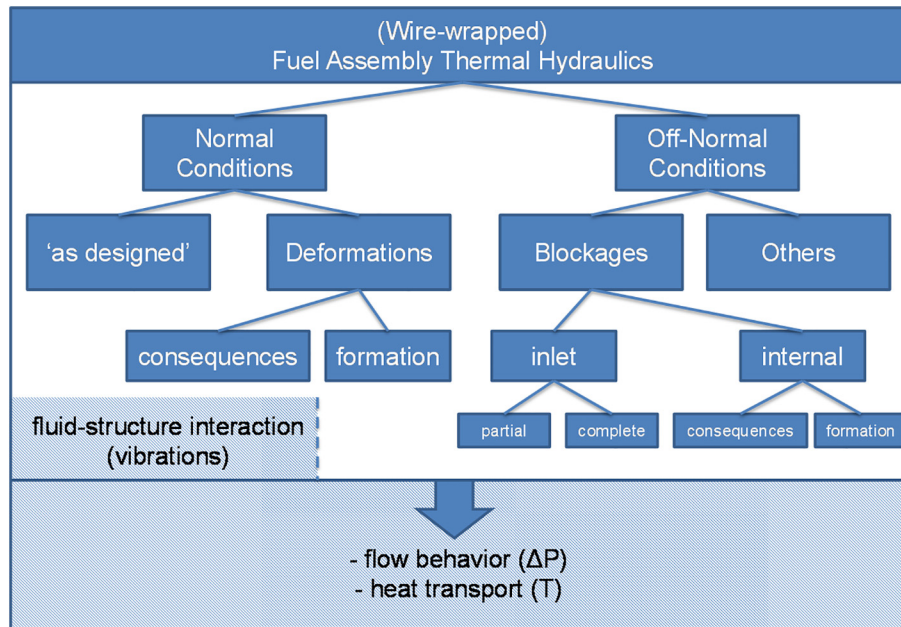 (Wire-wrapped)
Fuel Assembly Thermal Hydraulics
Normal
Conditions
Off-Normal
Conditions
‘as designed’
Deformations
Blockages
Others
consequences
formation
inlet
internal
partial
complete
consequences
formation
fluid-structure interaction
(vibrations)
- flow behavior (ΔP)
- heat transport (T)